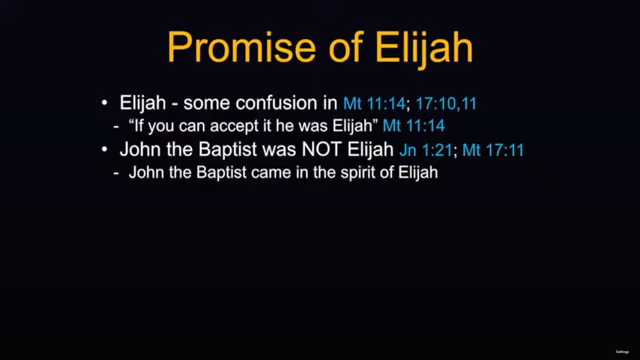 Promise of Elijah
• Elijah - some confusion in Mt 11:14; 17:10,11
- “If you can accept it he was Elijah” Mt 11:14
• John the Baptist was NOT Elijah Jn 1:21; Mt 17:11
- John the Baptist came in the spirit of Elijah
Settings